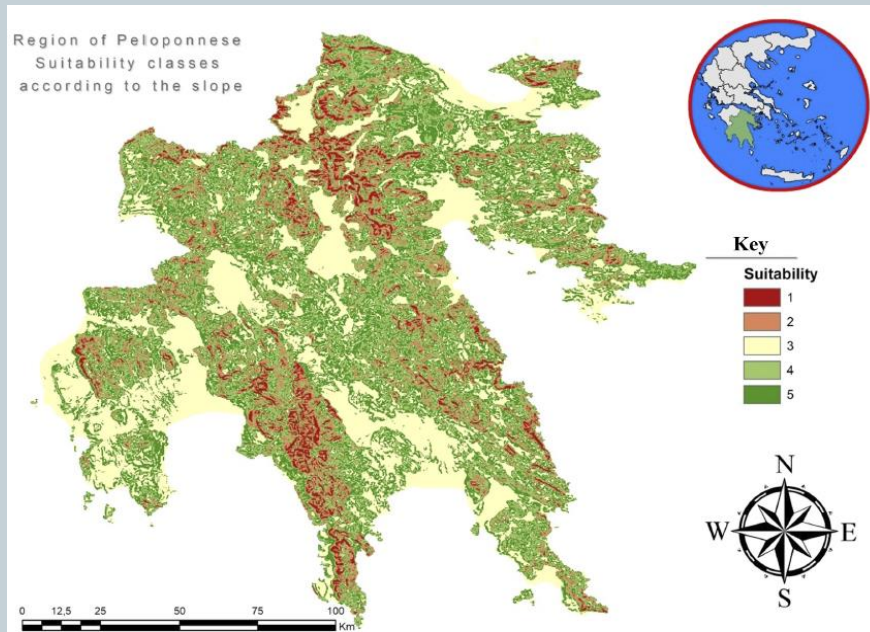 Region of Peloponnese
Suitability classes
according to the slope
Key
Suitability
1
2
3
4
5
N
W E
S
0 12,5 25 50 75 100
Km